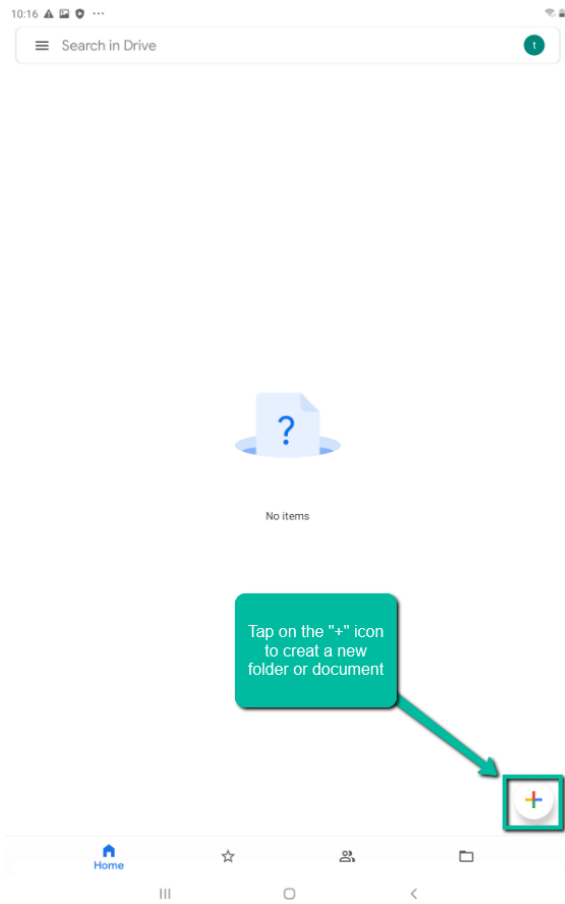 10:16
Search in Drive
t
?
No items
Tap on the "+" icon
to creat a new
folder or document
Home